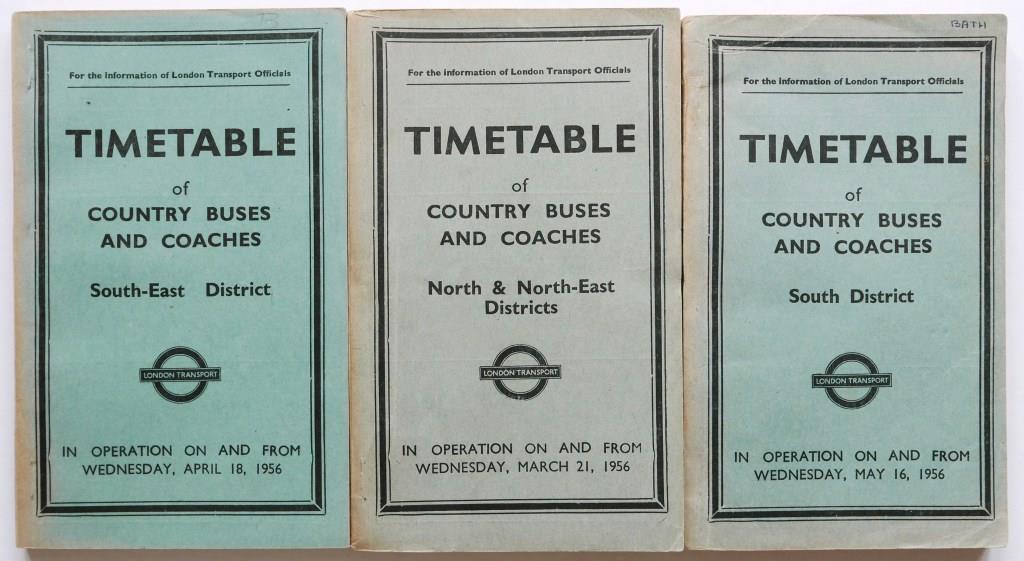 For the information of London Transport Officials
TIMETABLE
of
COUNTRY BUSES
AND COACHES
South-East District
LONDON TRANSPORT
IN OPERATION ON AND FROM
WEDNESDAY, APRIL 18, 1956
For the information of London Transport Officials
TIMETABLE
of
COUNTRY BUSES
AND COACHES
North & North-East
Districts
LONDON TRANSPORT
IN OPERATION ON AND FROM
WEDNESDAY, MARCH 21, 1956
BATH
For the information of London Transport Officials
TIMETABLE
of
COUNTRY BUSES
AND COACHES
South District
LONDON TRANSPORT
IN OPERATION ON AND FROM
WEDNESDAY, MAY 16, 1956